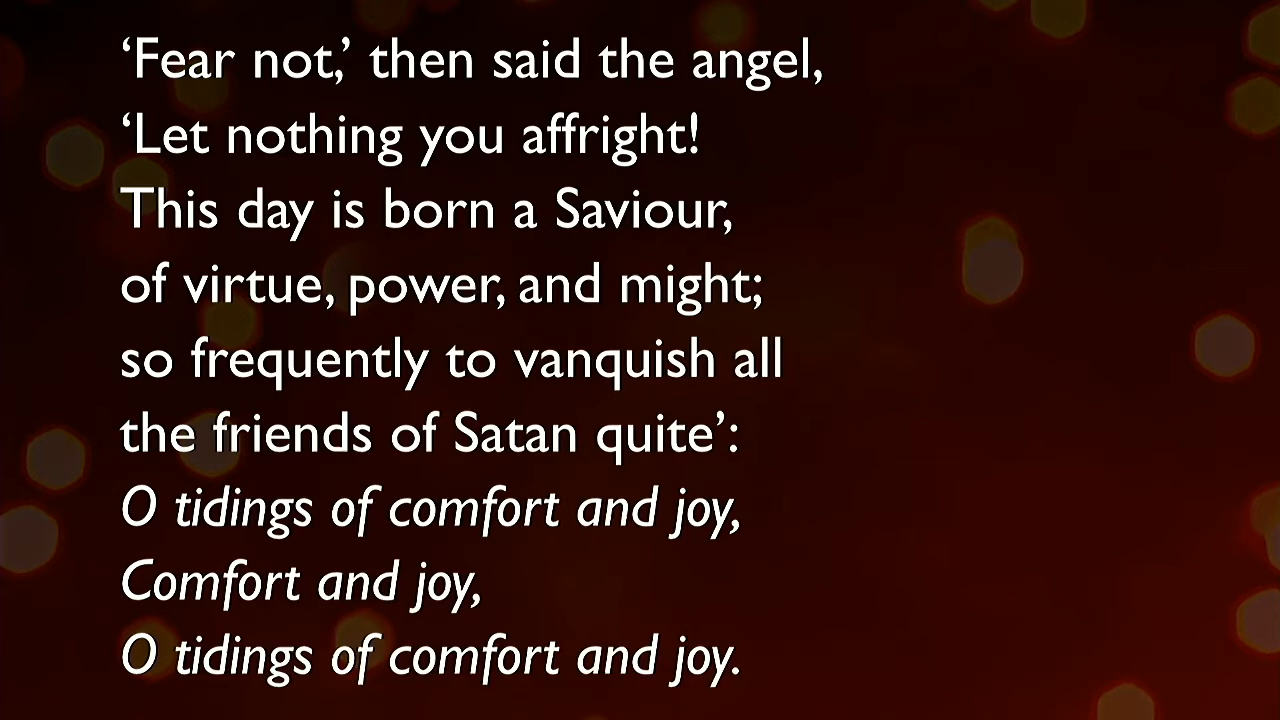 ‘Fear not,’ then said the angel,
‘Let nothing you affright!
This day is born a Saviour,
of virtue, power, and might;
so frequently to vanquish all
the friends of Satan quite’:
O tidings of comfort and joy,
Comfort and joy,
O tidings of comfort and joy.